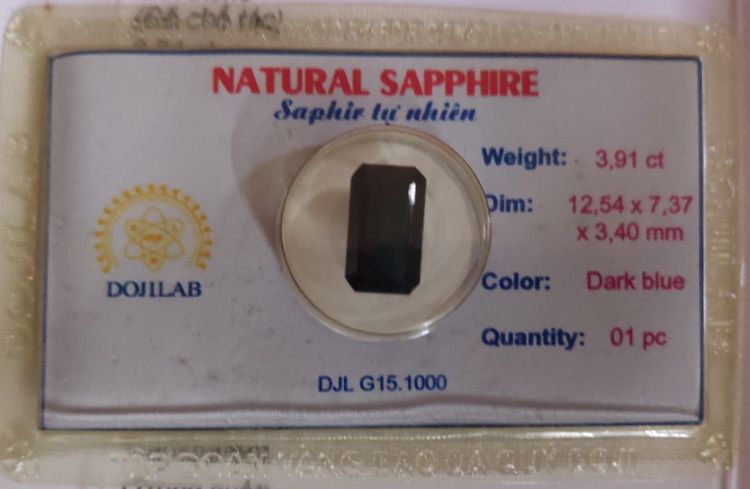 NATURAL SAPPHIRE
Saphir tự nhiên
Weight: 3,91 ct
Dim: 12,54 x 7,37
x 3,40 mm
Color: Dark blue
Quantity: 01 pc
DOJILAB
DJL G15.1000